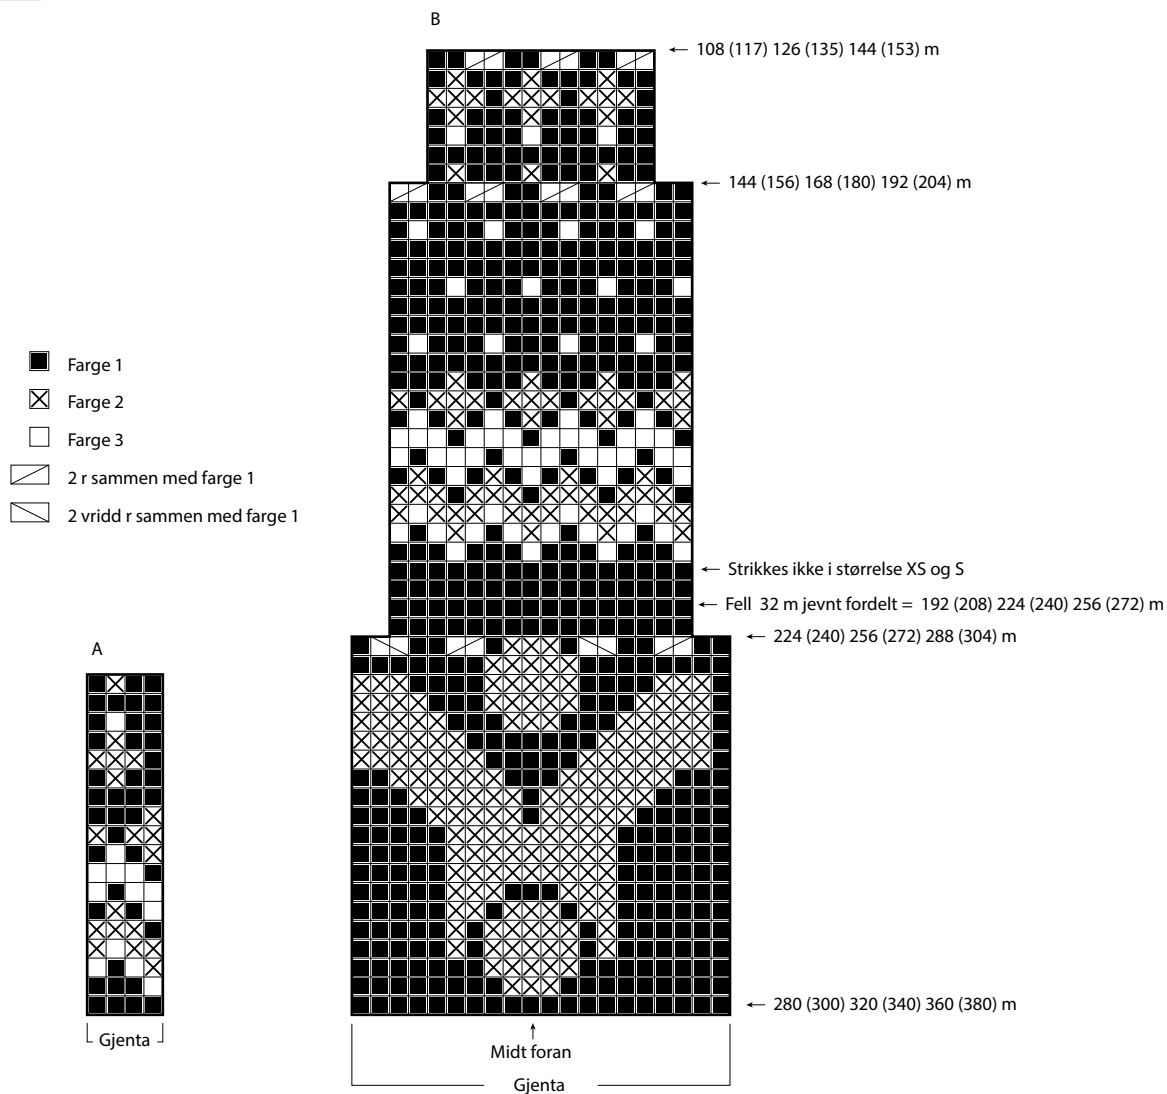 B
← 108 (117) 126 (135) 144 (153) m
← 144 (156) 168 (180) 192 (204) m
Farge 1
Farge 2
Farge 3
2 r sammen med farge 1
2 vridd r sammen med farge 1
← Strikkes ikke i størrelse XS og S
← Fell 32 m jevnt fordelt = 192 (208) 224 (240) 256 (272) m
← 224 (240) 256 (272) 288 (304) m
A
← 280 (300) 320 (340) 360 (380) m
Gjenta
Midt foran
Gjenta